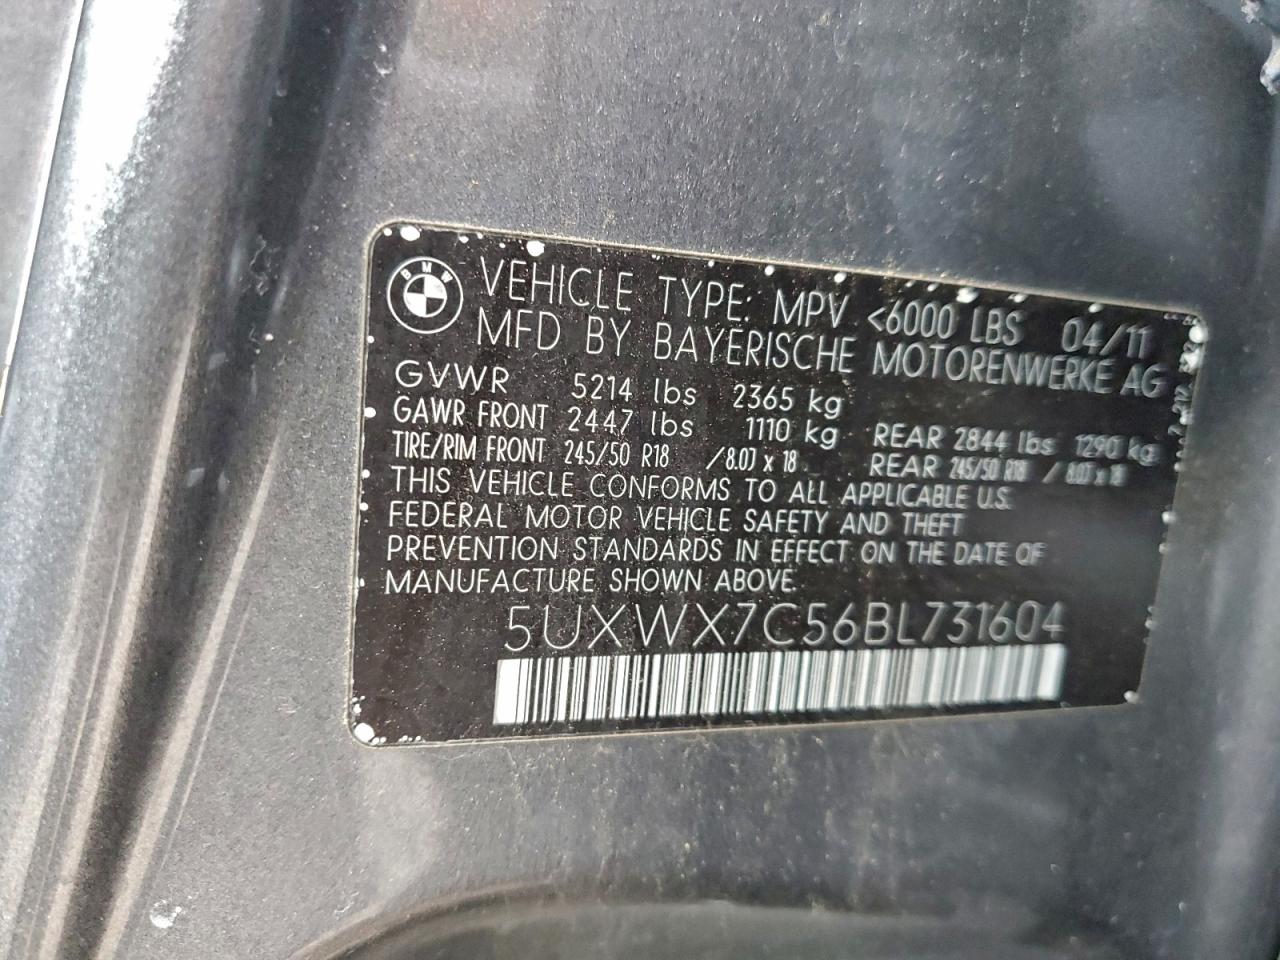 BMW
VEHICLE TYPE: MPV <6000 LBS 04/11
MFD BY BAYERISCHE MOTORENWERKE AG
GVWR 5214 lbs 2365 kg
GAWR FRONT 2447 lbs 1110 kg REAR 2844 lbs 1290 kg
TIRE/RIM FRONT 245/50 R18 /8.0J x 18 REAR 245/50 R18 / 8.0J x 18
THIS VEHICLE CONFORMS TO ALL APPLICABLE U.S.
FEDERAL MOTOR VEHICLE SAFETY AND THEFT
PREVENTION STANDARDS IN EFFECT ON THE DATE OF
MANUFACTURE SHOWN ABOVE.
5UXWX7C56BL731604